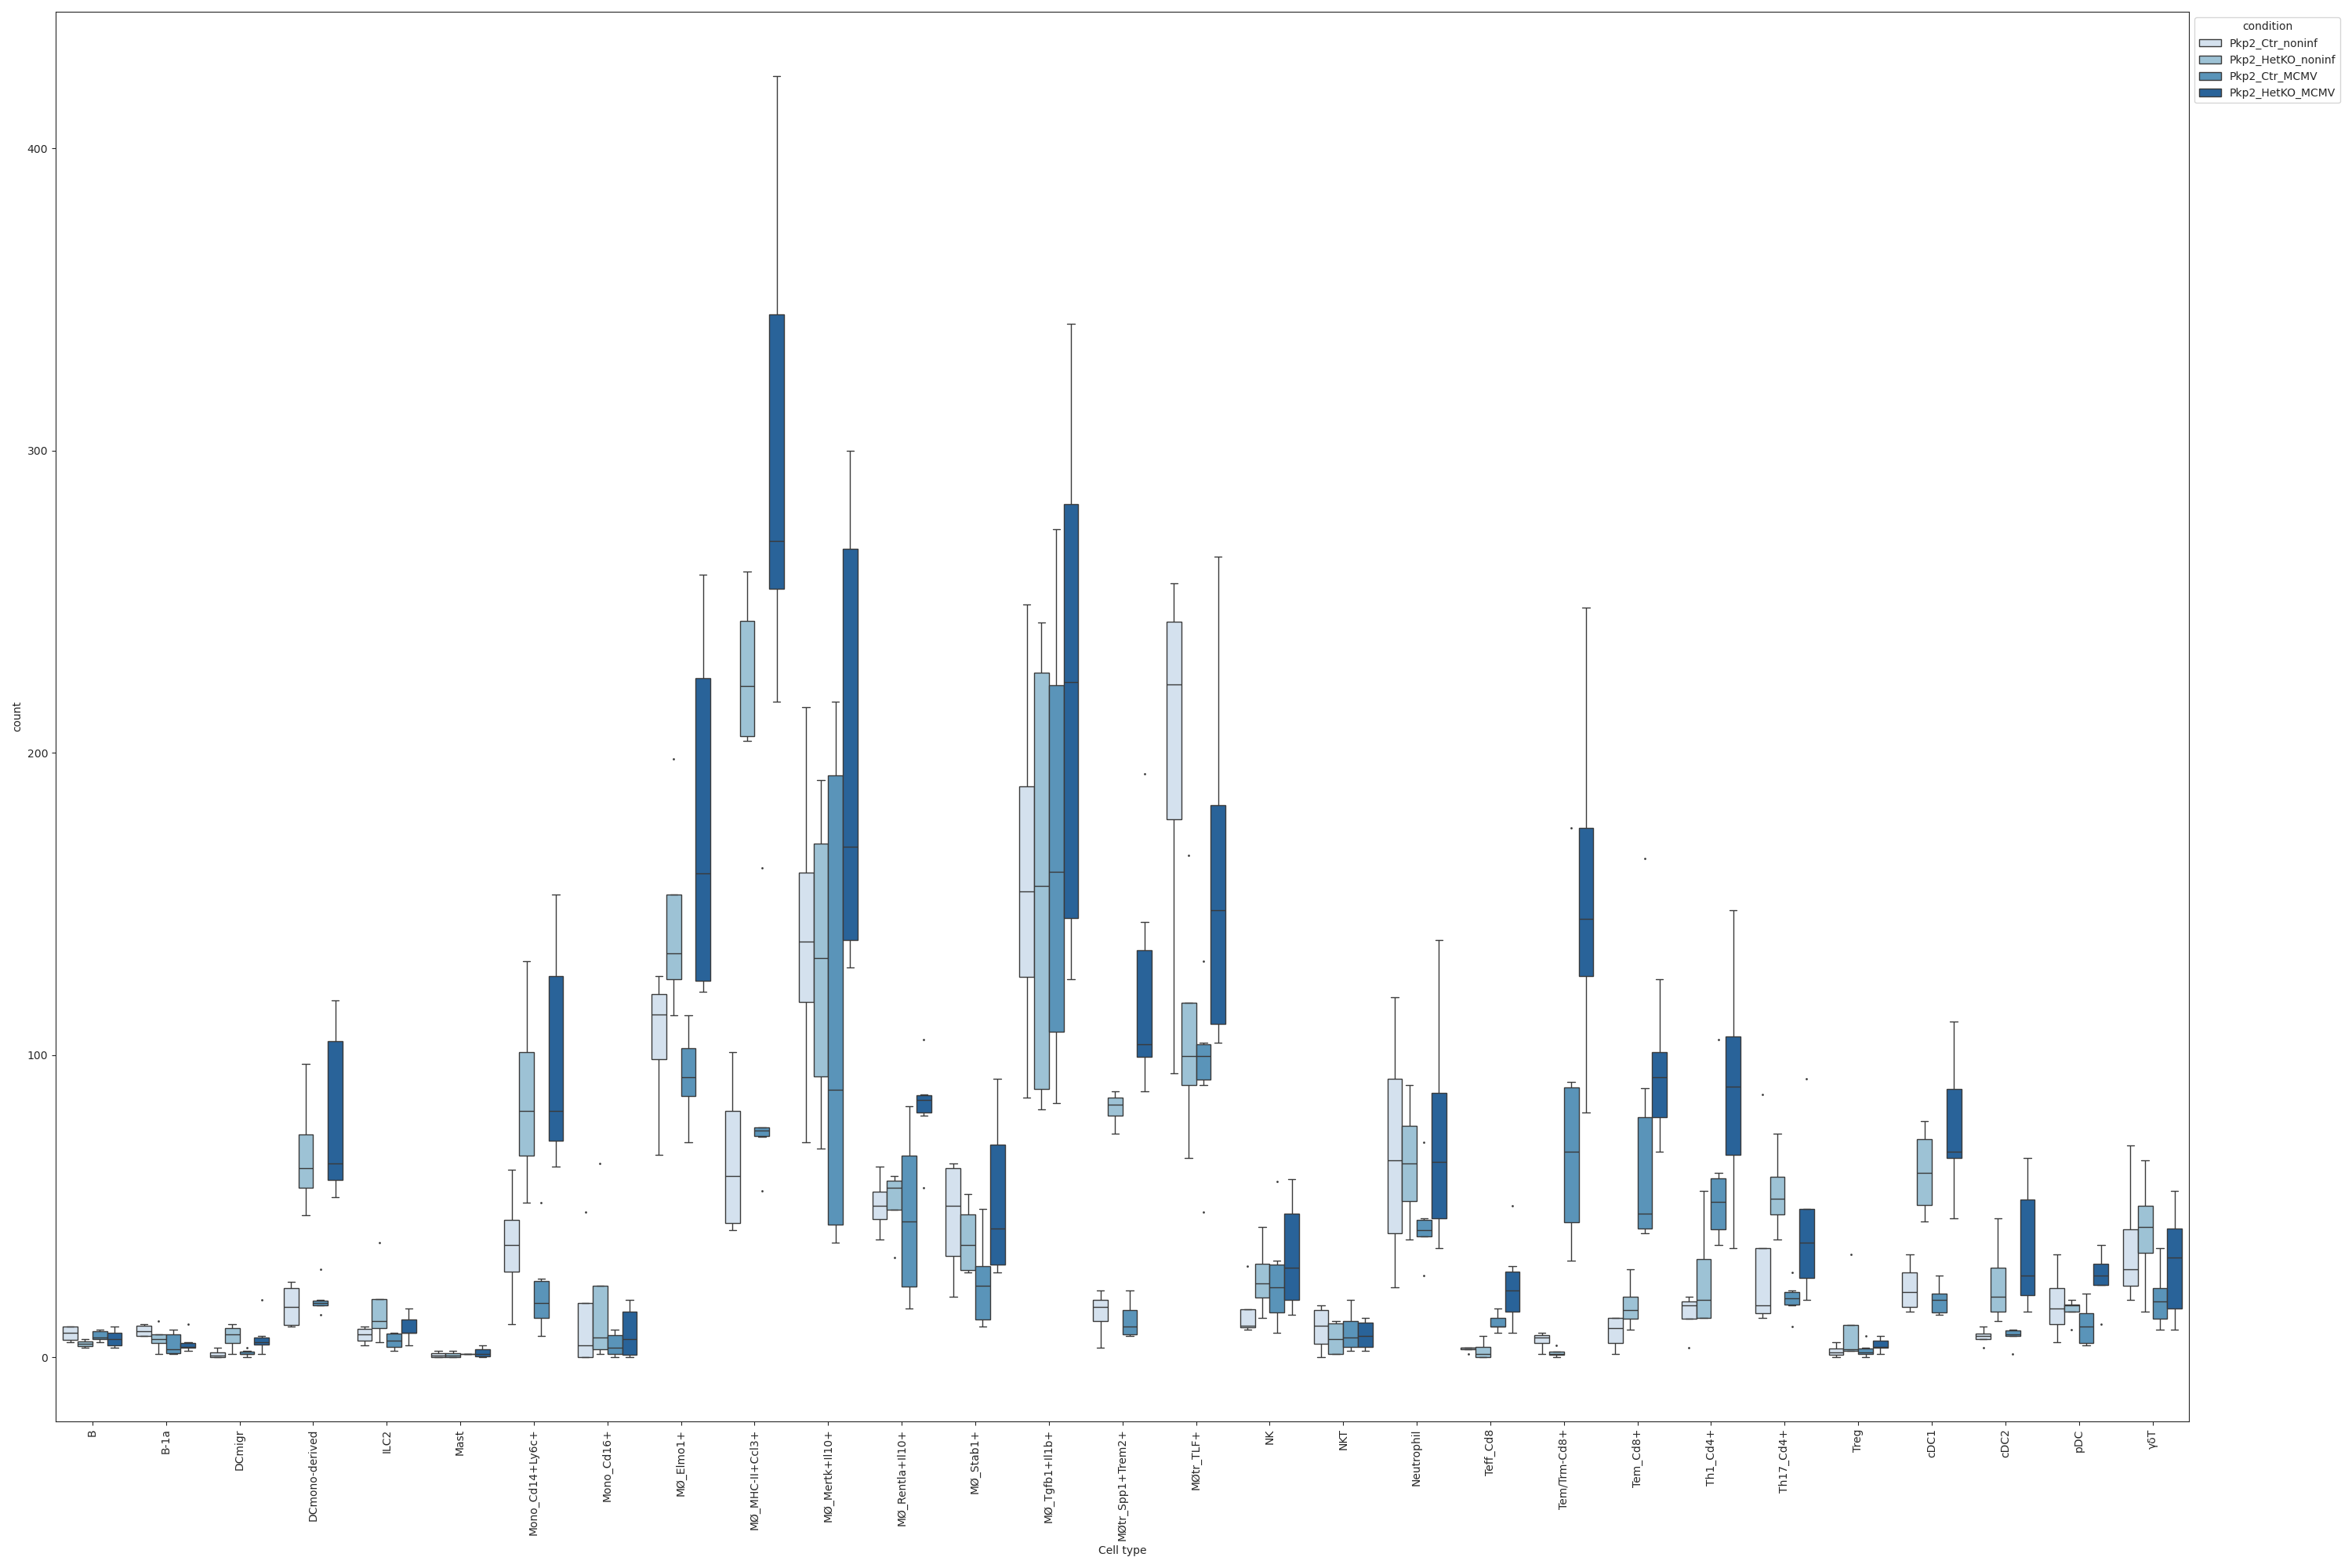 condition
Pkp2_Ctr_noninf
Pkp2_HetKO_noninf
Pkp2_Ctr_MCMV
Pkp2_HetKO_MCMV
400
300
200
100
0
count
B
B-1a
DCmigr
DCmono-derived
ILC2
Mast
Mono_Cd14+Ly6c+
Mono_Cd16+
MØ_Elmo1+
MØ_MHC-II+Ccl3+
MØ_Mertk+Il10+
MØ_Rentla+Il10+
MØ_Stab1+
MØ_Tgfb1+Il1b+
MØtr_Spp1+Trem2+
MØtr_TLF+
NK
NKT
Neutrophil
Teff_Cd8
Tem/Trm-Cd8+
Tem_Cd8+
Th1_Cd4+
Th17_Cd4+
Treg
cDC1
cDC2
pDC
γδT
Cell type